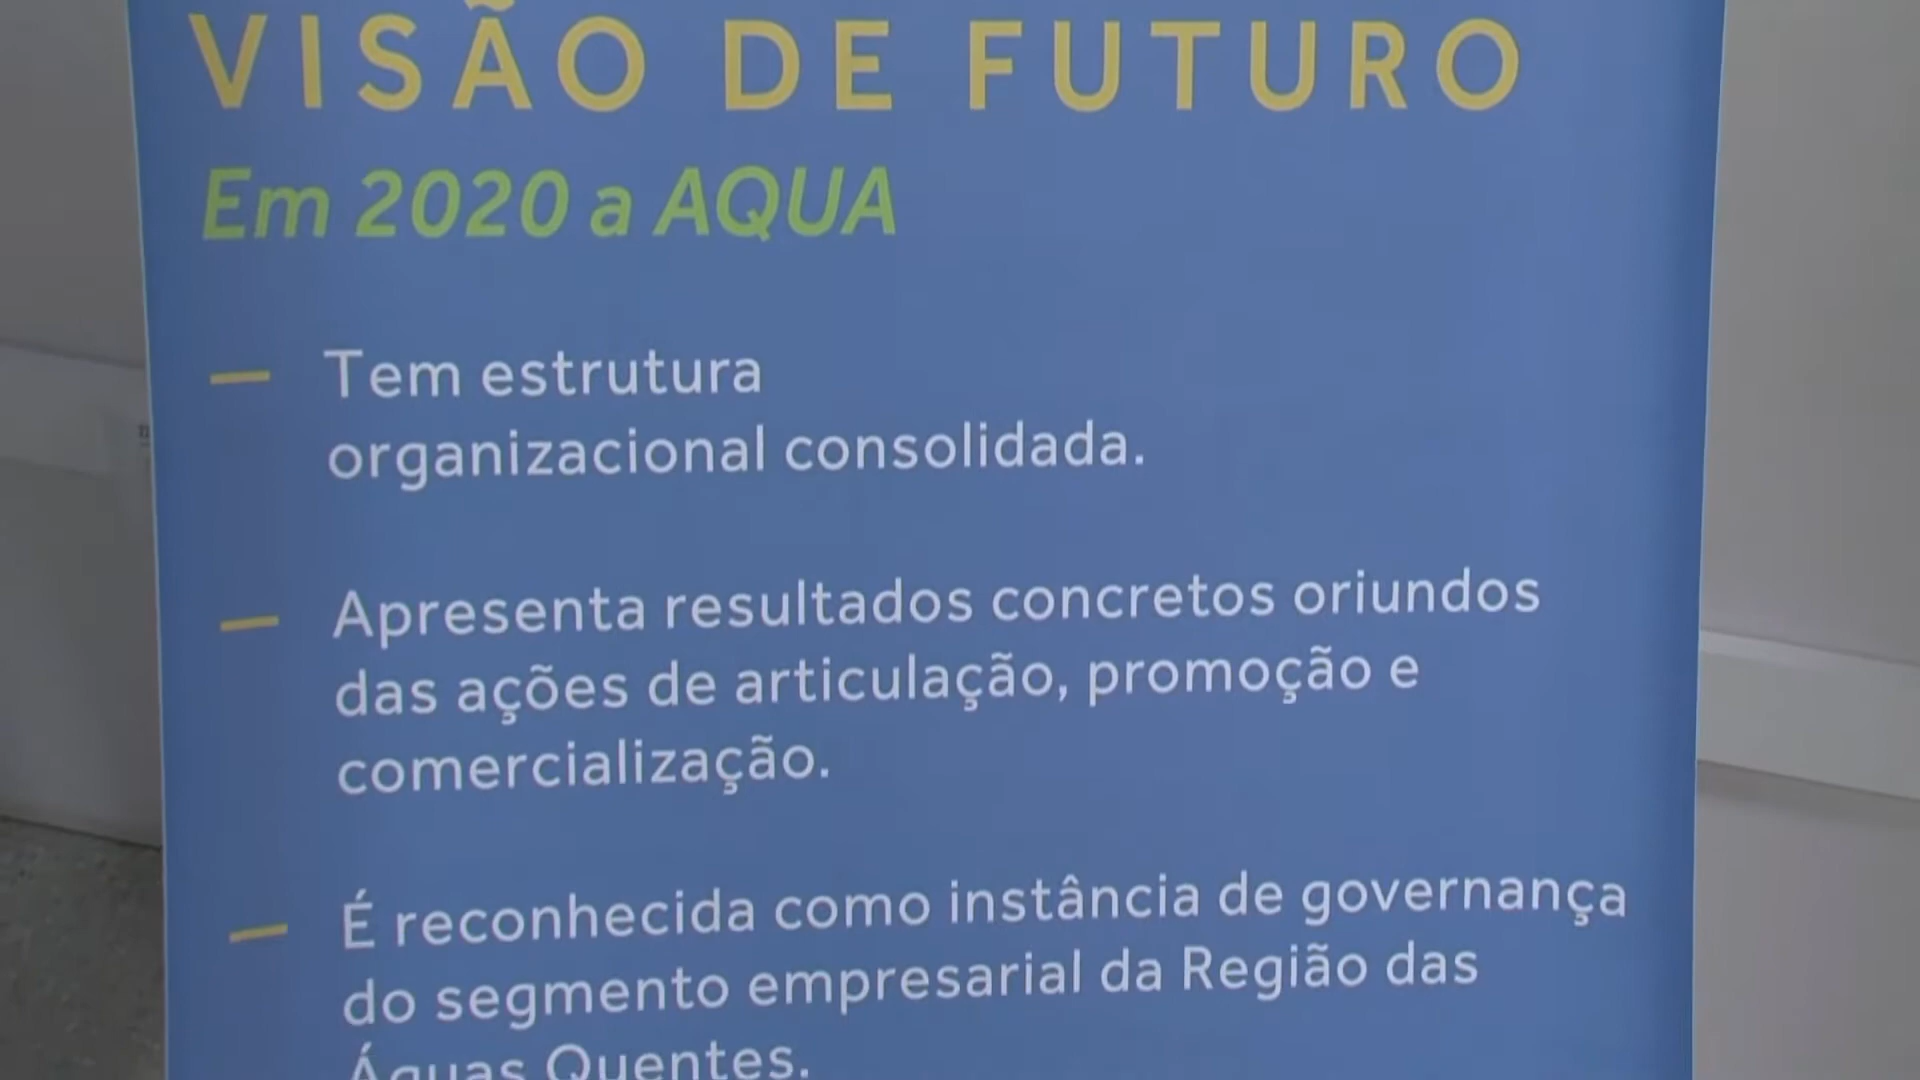 VISÃO DE FUTURO
Em 2020 a AQUA
— Tem estrutura
organizacional consolidada.
— Apresenta resultados concretos oriundos
das ações de articulação, promoção e
comercialização.
— É reconhecida como instância de governança
do segmento empresarial da Região das
Águas Quentes.